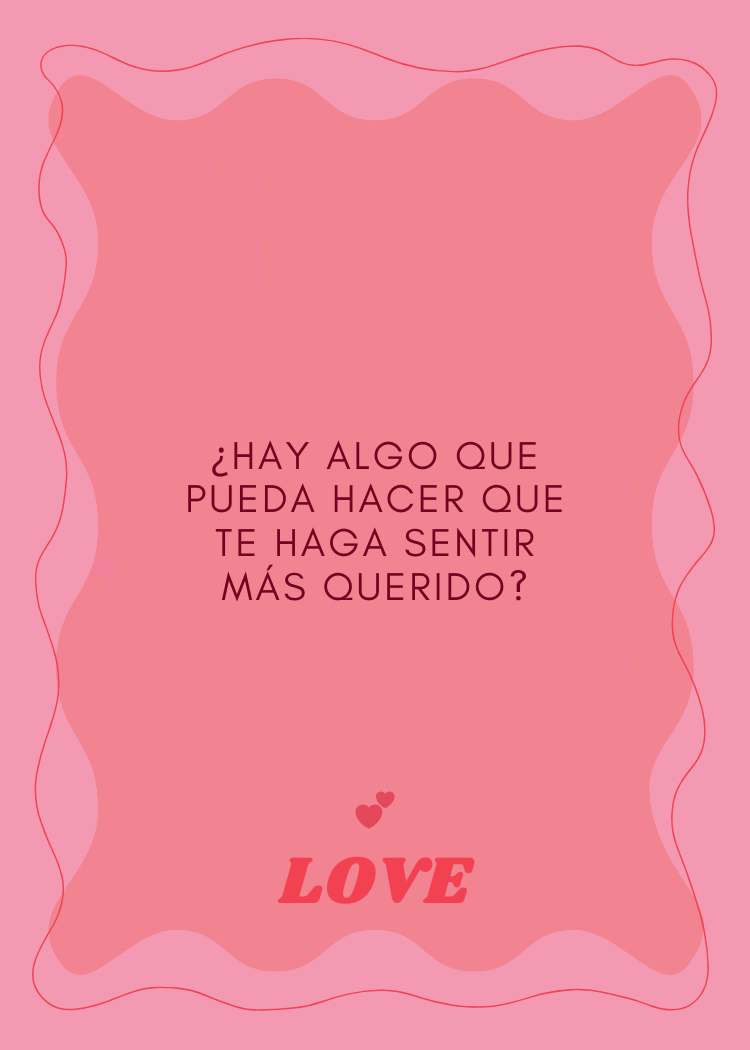 ¿HAY ALGO QUE
PUEDA HACER QUE
TE HAGA SENTIR
MÁS QUERIDO?
LOVE